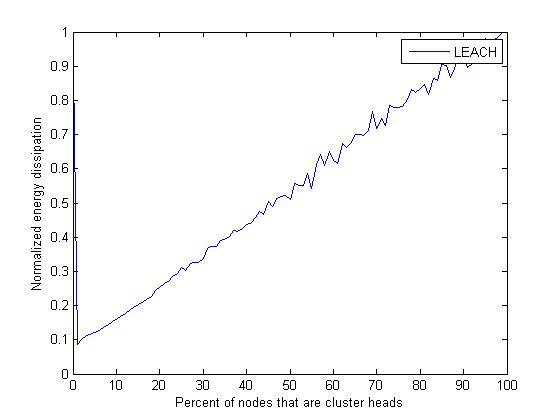 1
0.9
0.8
0.7
0.6
0.5
0.4
0.3
0.2
0.1
0
Normalized energy dissipation
LEACH
0 10 20 30 40 50 60 70 80 90 100
Percent of nodes that are cluster heads